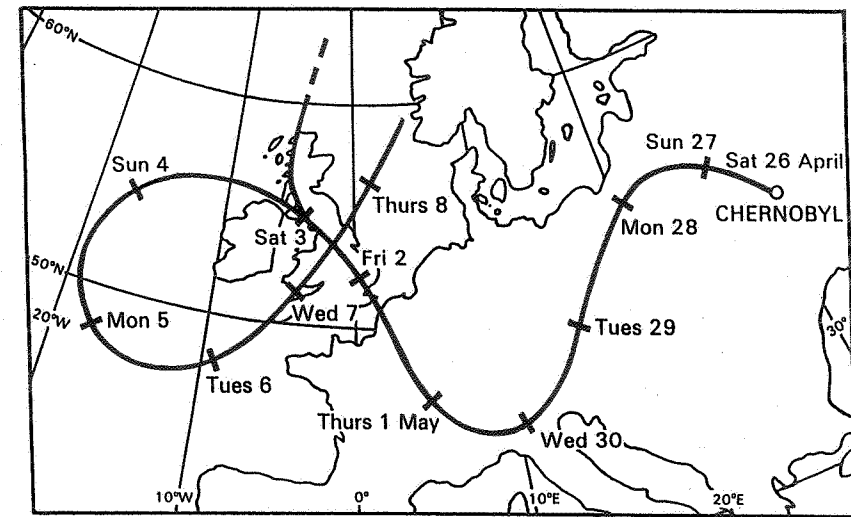 60°N
Sun 27
Sat 26 April
Sun 4
Thurs 8
CHERNOBYL
Mon 28
Sat 3
Fri 2
50°N
20°W
Mon 5
Wed 7
Tues 29
30°
Tues 6
Thurs 1 May
Wed 30
10°W
0°
10°E
20°E